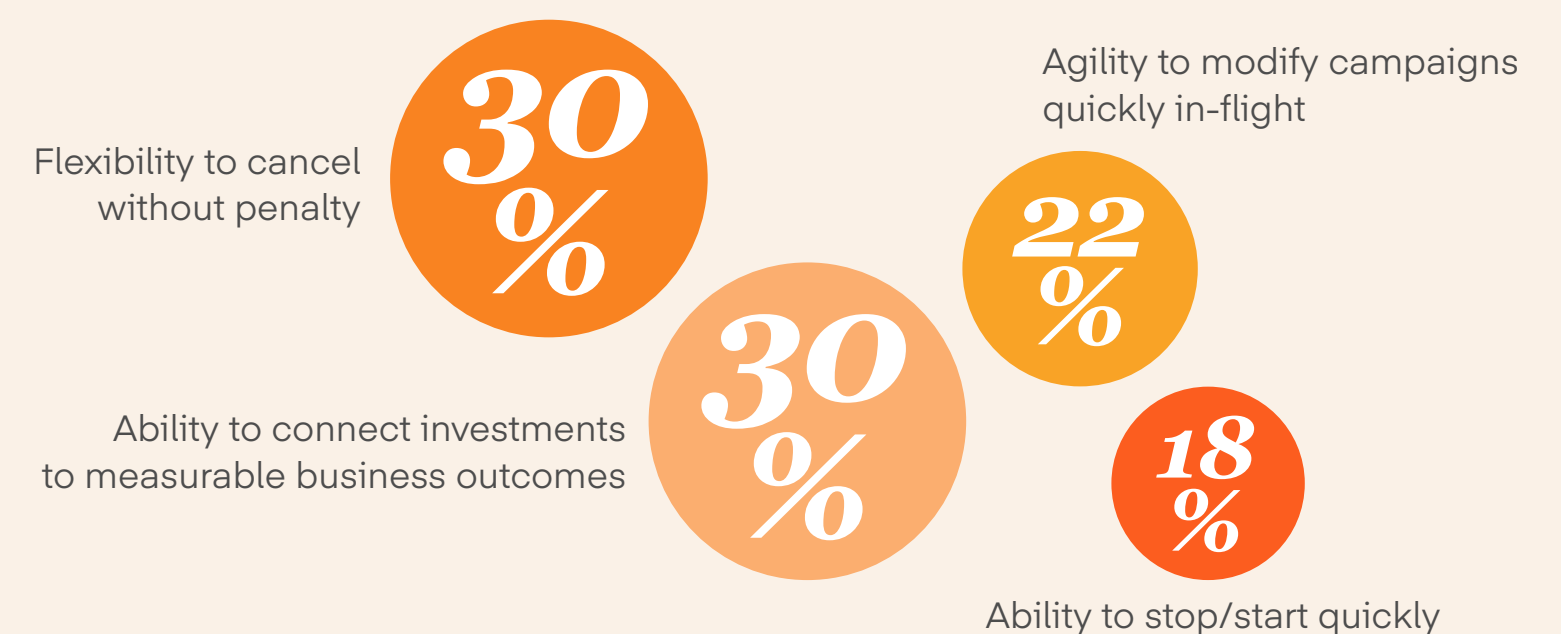 Flexibility to cancel
without penalty
30
%
Ability to connect investments
to measurable business outcomes
30
%
Agility to modify campaigns
quickly in-flight
22
%
18
%
Ability to stop/start quickly